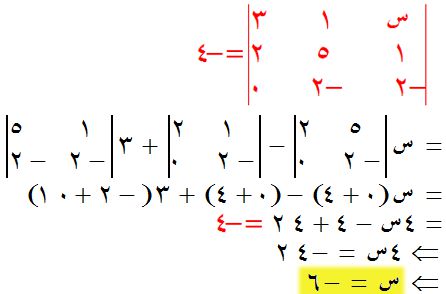 س ١ ٣
١ ٥ ٢ = −٤
−٢ −٢ ٠
= س | ٥ ٢ | − | ١ ٢ | + ٣ | ١ ٥ |
| −٢ ٠ | | −٢ ٠ | | −٢ −٢ |
= س(٠+٤) − (٠+٤) + ٣(−٢+١٠)
= ٤س − ٤ + ٢٤ = −٤
⇐ ٤س = −٢٤
⇐ س = −٦